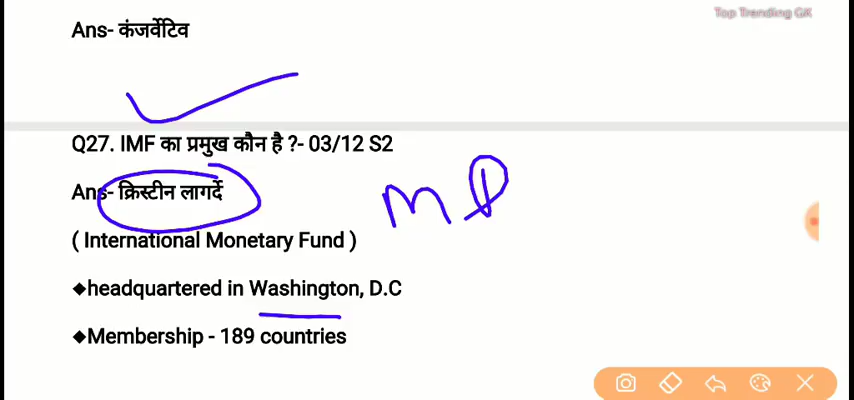 Top Trending GK
Ans- कंजर्वेटिव
Q27. IMF का प्रमुख कौन है ?- 03/12 S2
Ans- क्रिस्टीन लागर्दे
MD
( International Monetary Fund )
◆headquartered in Washington, D.C
◆Membership - 189 countries